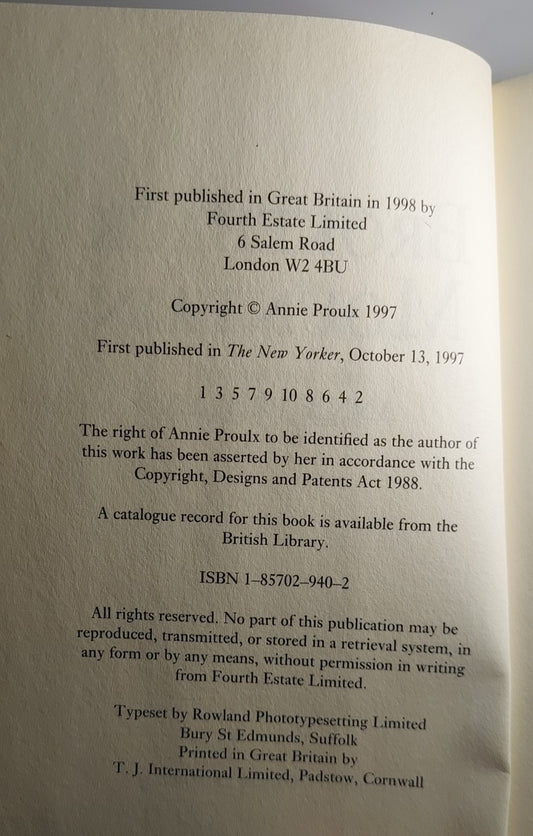 First published in Great Britain in 1998 by
Fourth Estate Limited
6 Salem Road
London W2 4BU
Copyright © Annie Proulx 1997
First published in The New Yorker, October 13, 1997
1 3 5 7 9 10 8 6 4 2
The right of Annie Proulx to be identified as the author of
this work has been asserted by her in accordance with the
Copyright, Designs and Patents Act 1988.
A catalogue record for this book is available from the
British Library.
ISBN 1–85702–940–2
All rights reserved. No part of this publication may be
reproduced, transmitted, or stored in a retrieval system, in
any form or by any means, without permission in writing
from Fourth Estate Limited.
Typeset by Rowland Phototypesetting Limited
Bury St Edmunds, Suffolk
Printed in Great Britain by
T. J. International Limited, Padstow, Cornwall